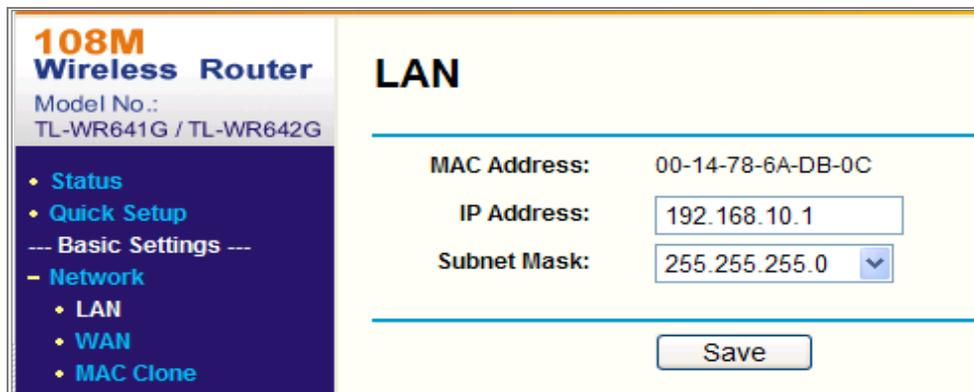 108M
Wireless Router
Model No.:
TL-WR641G / TL-WR642G
• Status
• Quick Setup
--- Basic Settings ---
– Network
• LAN
• WAN
• MAC Clone
LAN
MAC Address: 00-14-78-6A-DB-0C
IP Address: 192.168.10.1
Subnet Mask: 255.255.255.0
Save